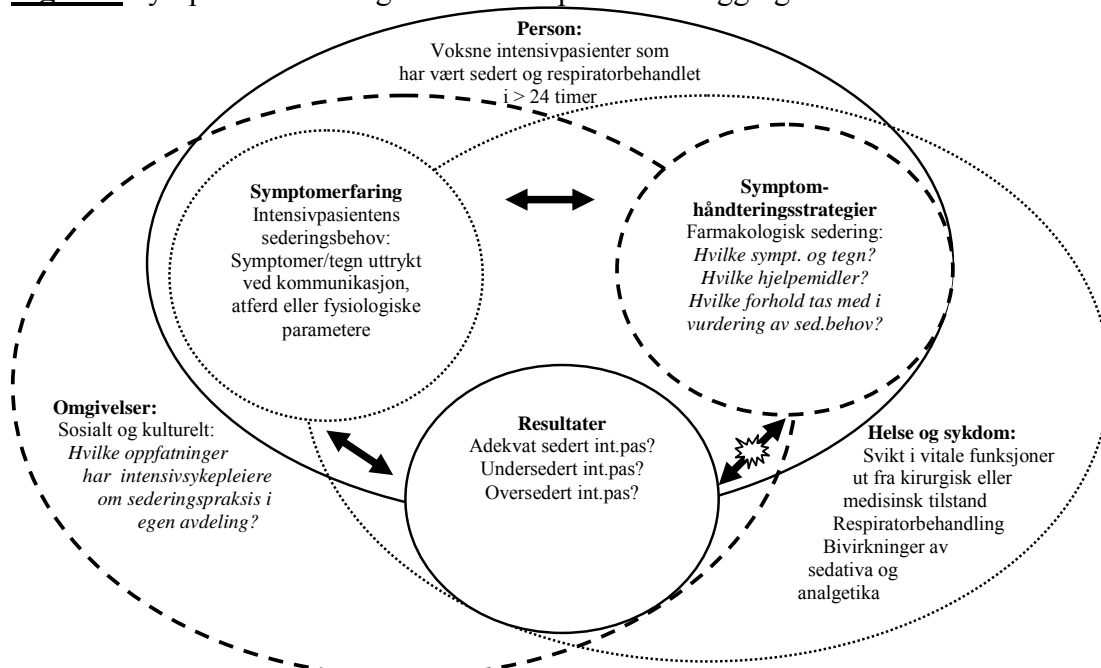 Person:
Voksne intensivpasienter som
har vært sedert og respiratorbehandlet
i > 24 timer
Symptomerfaring
Intensivpasientens
sederingsbehov:
Symptomer/tegn uttrykt
ved kommunikasjon,
atferd eller fysiologiske
parametere
Symptom-
håndteringsstrategier
Farmakologisk sedering:
Hvilke sympt. og tegn?
Hvilke hjelpemidler?
Hvilke forhold tas med i
vurdering av sed.behov?
Omgivelser:
Sosialt og kulturelt:
Hvilke oppfatninger
har intensivsykepleiere
om sederingspraksis i
egen avdeling?
Resultater
Adekvat sedert int.pas?
Undersedert int.pas?
Oversedert int.pas?
Helse og sykdom:
Svikt i vitale funksjoner
ut fra kirurgisk eller
medisinsk tilstand
Respiratorbehandling
Bivirkninger av
sedativa og
analgetika